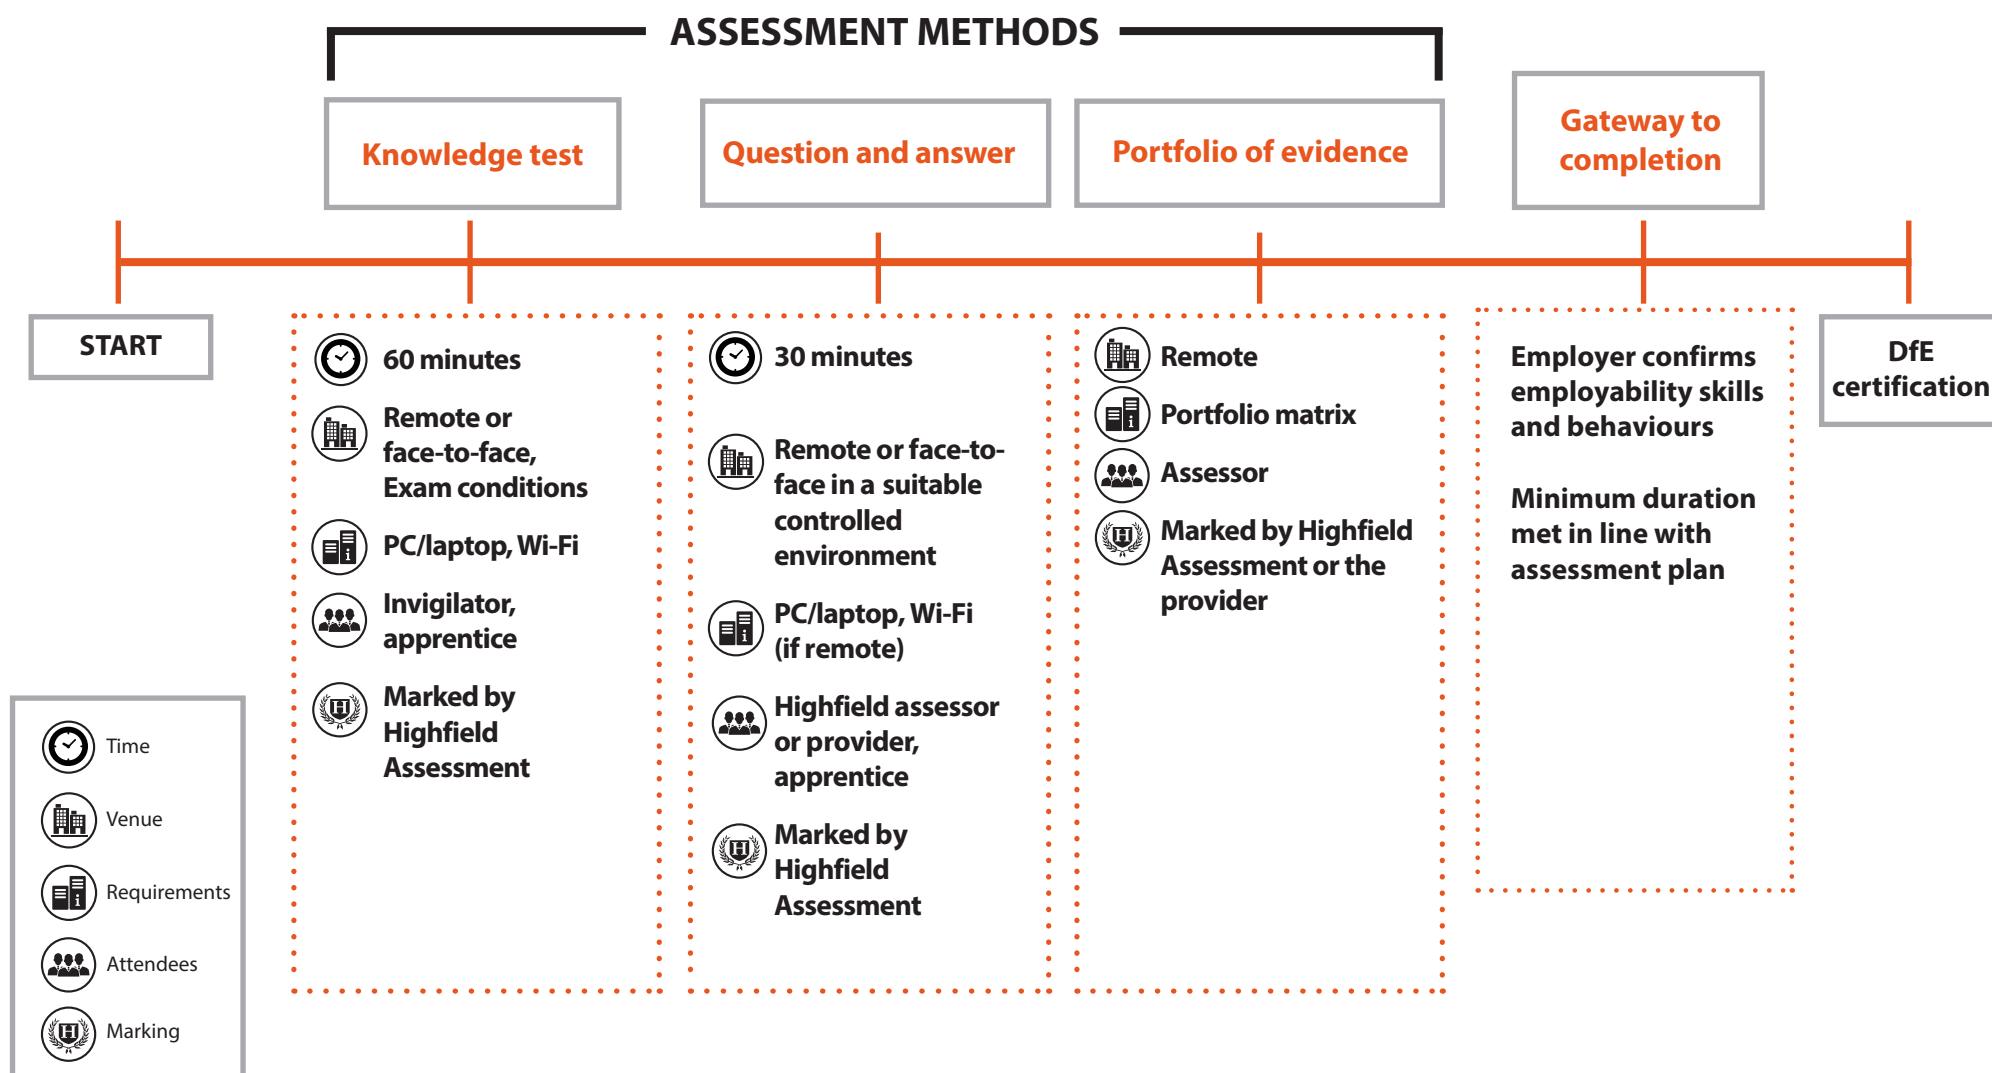 ASSESSMENT METHODS
Knowledge test
Question and answer
Portfolio of evidence
Gateway to
completion
START
60 minutes
Remote or
face-to-face,
Exam conditions
PC/laptop, Wi-Fi
Invigilator,
apprentice
Marked by
Highfield
Assessment
30 minutes
Remote or face-to-
face in a suitable
controlled
environment
PC/laptop, Wi-Fi
(if remote)
Highfield assessor
or provider,
apprentice
Marked by
Highfield
Assessment
Remote
Portfolio matrix
Assessor
Marked by Highfield
Assessment or the
provider
Employer confirms
employability skills
and behaviours
Minimum duration
met in line with
assessment plan
DfE
certification
Time
Venue
Requirements
Attendees
Marking